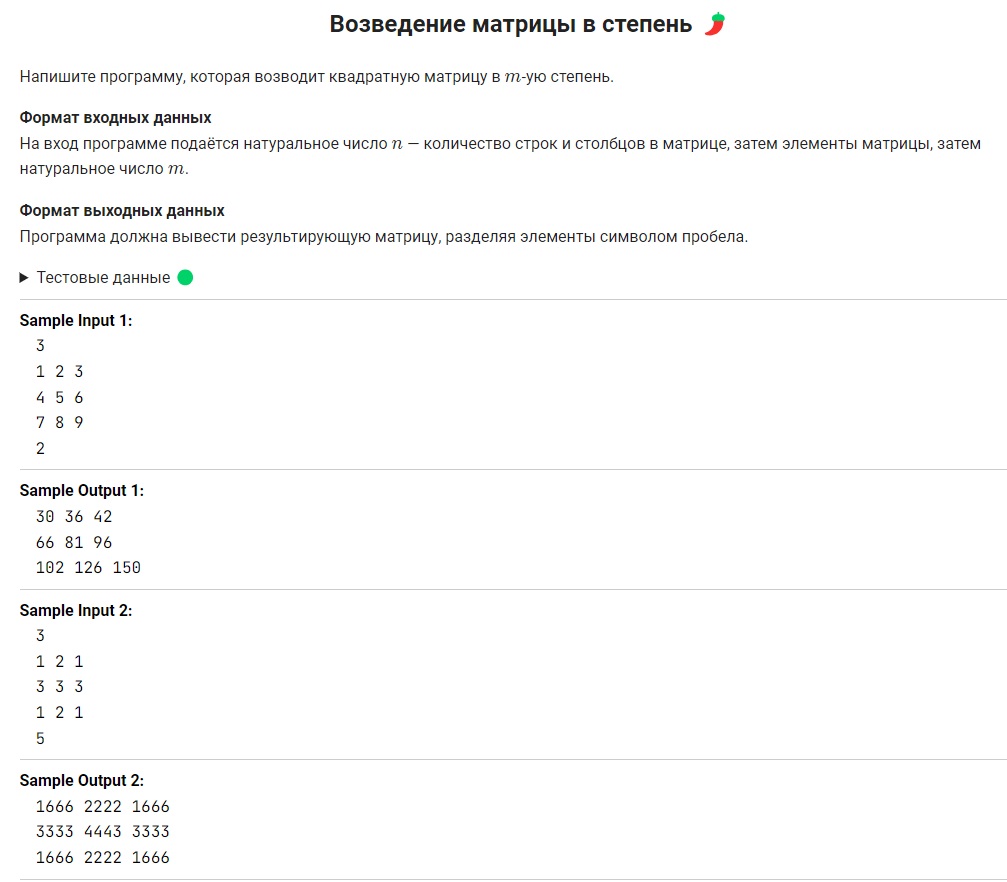 Возведение матрицы в степень 🌶️
Напишите программу, которая возводит квадратную матрицу в m-ую степень.
Формат входных данных
На вход программе подаётся натуральное число n — количество строк и столбцов в матрице, затем элементы матрицы, затем
натуральное число m.
Формат выходных данных
Программа должна вывести результирующую матрицу, разделяя элементы символом пробела.
▶ Тестовые данные 🟢
Sample Input 1:
3
1 2 3
4 5 6
7 8 9
2
Sample Output 1:
30 36 42
66 81 96
102 126 150
Sample Input 2:
3
1 2 1
3 3 3
1 2 1
5
Sample Output 2:
1666 2222 1666
3333 4443 3333
1666 2222 1666